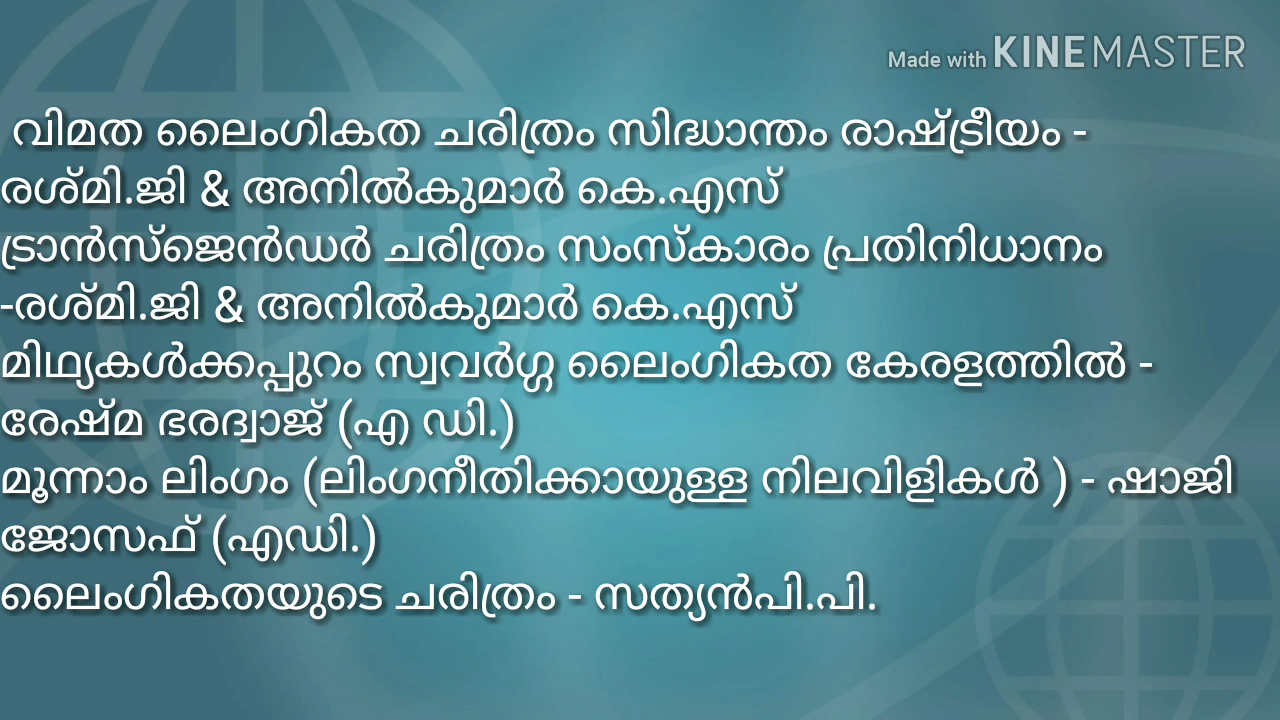 Made with KINEMASTER
വിമത ലൈംഗികത ചരിത്രം സിദ്ധാന്തം രാഷ്ട്രീയം -
രശ്മി.ജി & അനിൽകുമാർ കെ.എസ്
ട്രാൻസ്ജെൻഡർ ചരിത്രം സംസ്കാരം പ്രതിനിധാനം
-രശ്മി.ജി & അനിൽകുമാർ കെ.എസ്
മിഥ്യകൾക്കപ്പുറം സ്വവർഗ്ഗ ലൈംഗികത കേരളത്തിൽ -
രേഷ്മ ഭരദ്വാജ് (എ ഡി.)
മൂന്നാം ലിംഗം (ലിംഗനീതിക്കായുള്ള നിലവിളികൾ ) - ഷാജി
ജോസഫ് (എഡി.)
ലൈംഗികതയുടെ ചരിത്രം - സത്യൻപി.പി.